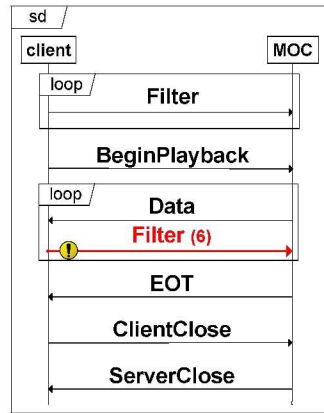 sd
client MOC
loop
Filter
BeginPlayback
loop
Data
Filter (6)
!
EOT
ClientClose
ServerClose